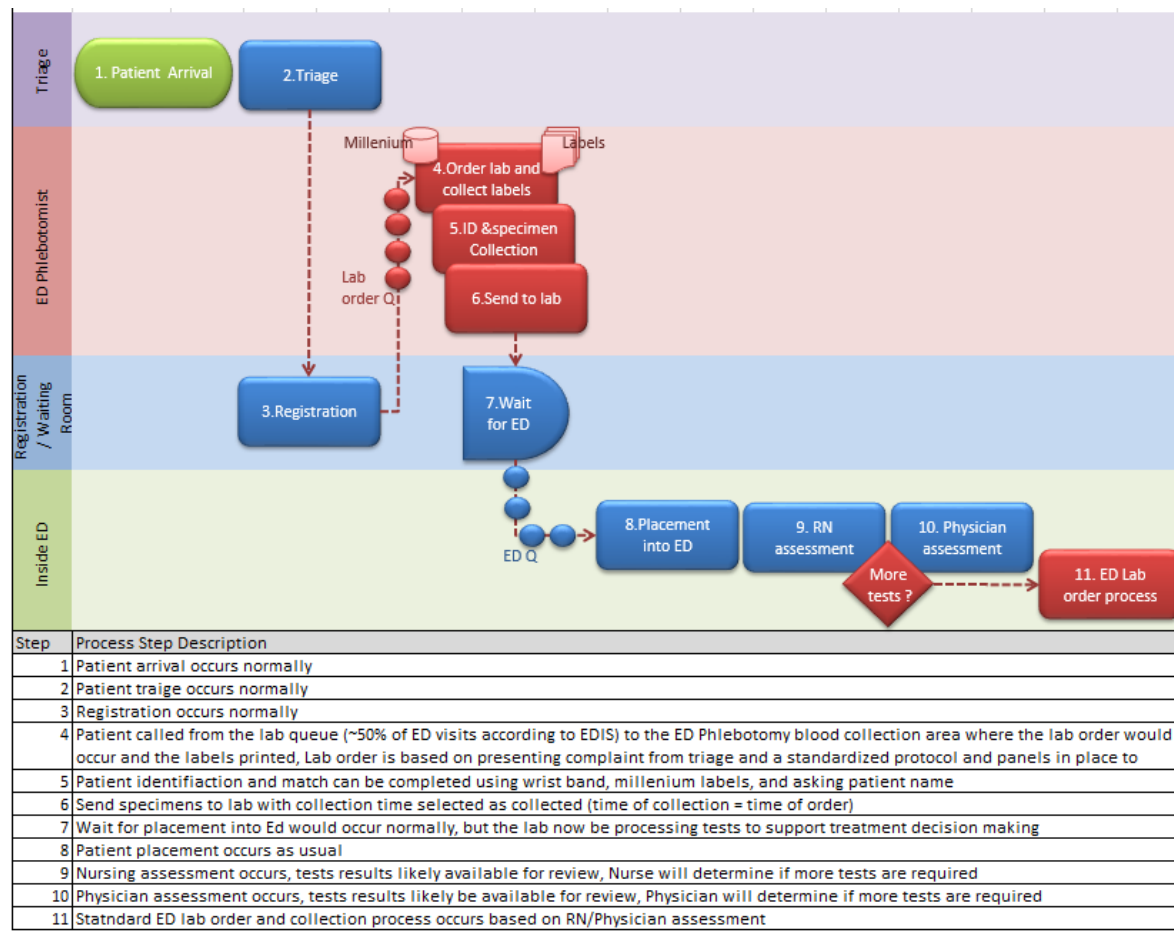 Triage
1. Patient Arrival
2.Triage
ED Phlebotomist
Millenium
Labels
4.Order lab and
collect labels
5.ID &specimen
Collection
Lab
order Q
6.Send to lab
Registration
/ Waiting
Room
3.Registration
7.Wait
for ED
Inside ED
ED Q
8.Placement
into ED
9. RN
assessment
10. Physician
assessment
More
tests ?
11. ED Lab
order process
Step Process Step Description
1 Patient arrival occurs normally
2 Patient traige occurs normally
3 Registration occurs normally
4 Patient called from the lab queue (~50% of ED visits according to EDIS) to the ED Phlebotomy blood collection area where the lab order would
occur and the labels printed, Lab order is based on presenting complaint from triage and a standardized protocol and panels in place to
5 Patient identifiaction and match can be completed using wrist band, millenium labels, and asking patient name
6 Send specimens to lab with collection time selected as collected (time of collection = time of order)
7 Wait for placement into Ed would occur normally, but the lab now be processing tests to support treatment decision making
8 Patient placement occurs as usual
9 Nursing assessment occurs, tests results likely available for review, Nurse will determine if more tests are required
10 Physician assessment occurs, tests results likely be available for review, Physician will determine if more tests are required
11 Statndard ED lab order and collection process occurs based on RN/Physician assessment